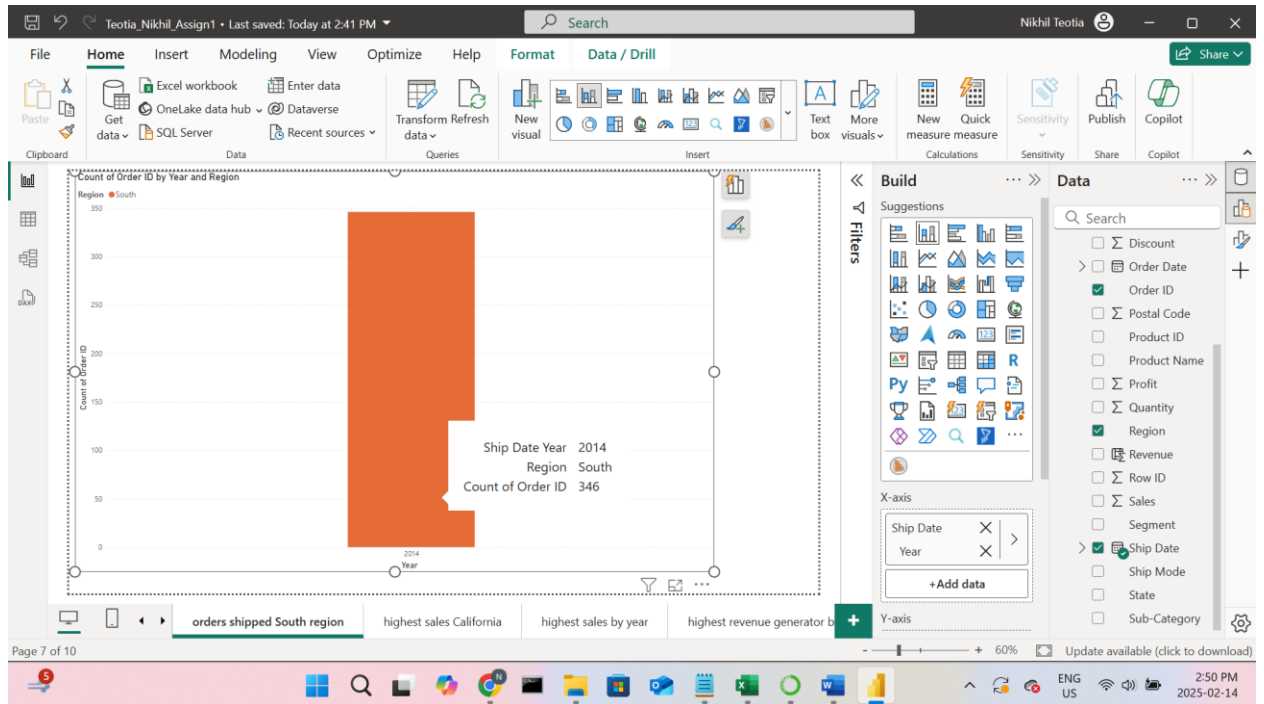 Teotia_Nikhil_Assign1 • Last saved: Today at 2:41 PM
Search
Nikhil Teotia
File Home Insert Modeling View Optimize Help Format Data / Drill
Share
Paste
Clipboard
Get data
Excel workbook
OneLake data hub
SQL Server
Enter data
Dataverse
Recent sources
Data
Transform data
Refresh
Queries
New visual
Text box
More visuals
Insert
New measure
Quick measure
Calculations
Sensitivity
Sensitivity
Publish
Share
Copilot
Copilot
Count of Order ID by Year and Region
Region South
350
300
250
200
150
100
50
0
Count of Order ID
2014
Year
Ship Date Year 2014
Region South
Count of Order ID 346
Filters
Build
Suggestions
123
R
Py
X-axis
Ship Date
Year
+Add data
Y-axis
Data
Search
Discount
Order Date
Order ID
Postal Code
Product ID
Product Name
Profit
Quantity
Region
Revenue
Row ID
Sales
Segment
Ship Date
Ship Mode
State
Sub-Category
orders shipped South region
highest sales California
highest sales by year
highest revenue generator b
Page 7 of 10
- + 60%
Update available (click to download)
5
ENG
US
2:50 PM
2025-02-14